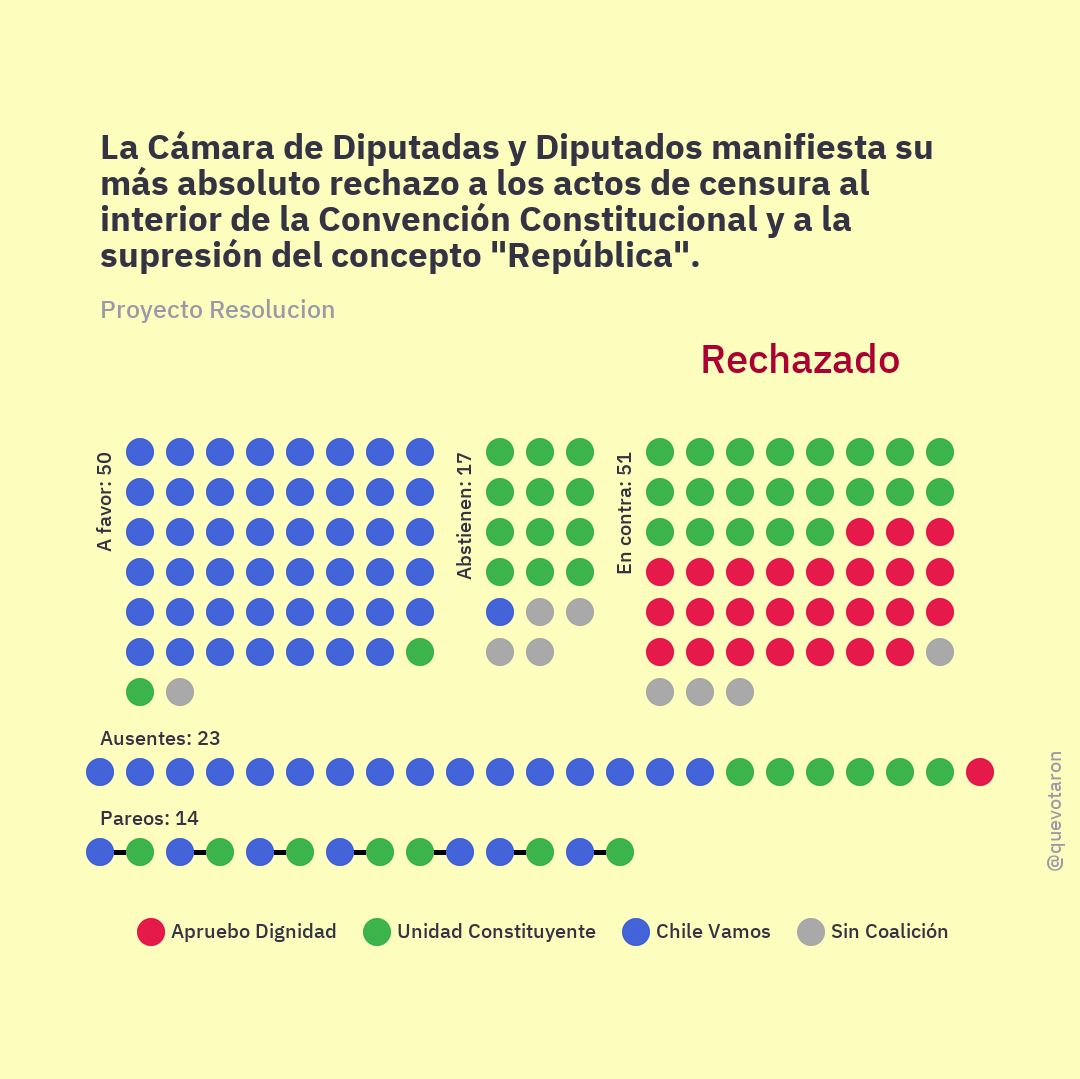 La Cámara de Diputadas y Diputados manifiesta su
más absoluto rechazo a los actos de censura al
interior de la Convención Constitucional y a la
supresión del concepto "República".
Proyecto Resolucion
Rechazado
A favor: 50
Abstienen: 17
En contra: 51
Ausentes: 23
Pareos: 14
@quevotaron
Apruebo Dignidad
Unidad Constituyente
Chile Vamos
Sin Coalición